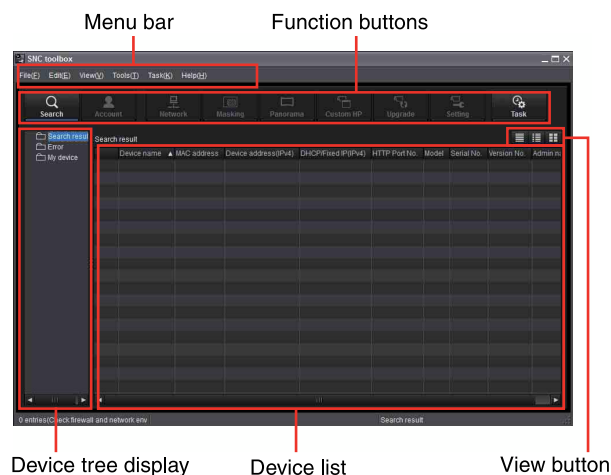 Menu bar
Function buttons
SNC toolbox
File(F) Edit(E) View(V) Tools(T) Task(K) Help(H)
Search Account Network Masking Panorama Custom HP Upgrade Setting Task
Search resul
Error
My device
Search result
Device name MAC address Device address(IPv4) DHCP/Fixed IP(IPv4) HTTP Port No. Model Serial No. Version No. Admin na
0 entries(Check firewall and network env
Search result
Device tree display
Device list
View button